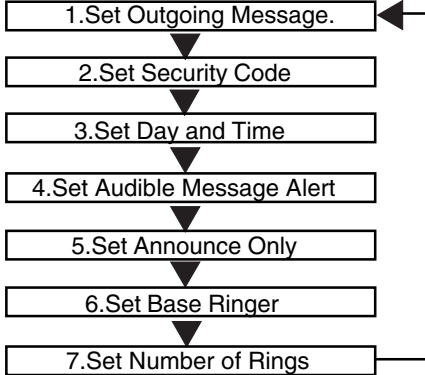 1.Set Outgoing Message.
2.Set Security Code
3.Set Day and Time
4.Set Audible Message Alert
5.Set Announce Only
6.Set Base Ringer
7.Set Number of Rings